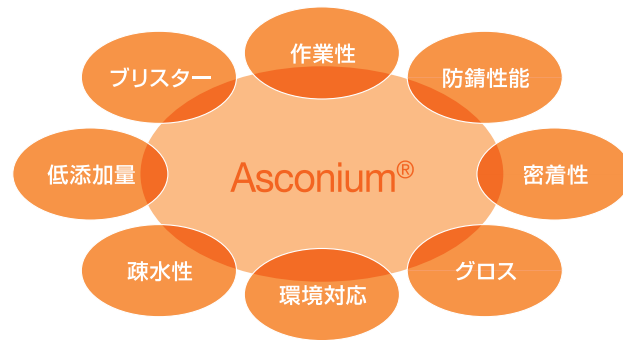 作業性
ブリスター
防錆性能
低添加量
Asconium®
密着性
疎水性
グロス
環境対応